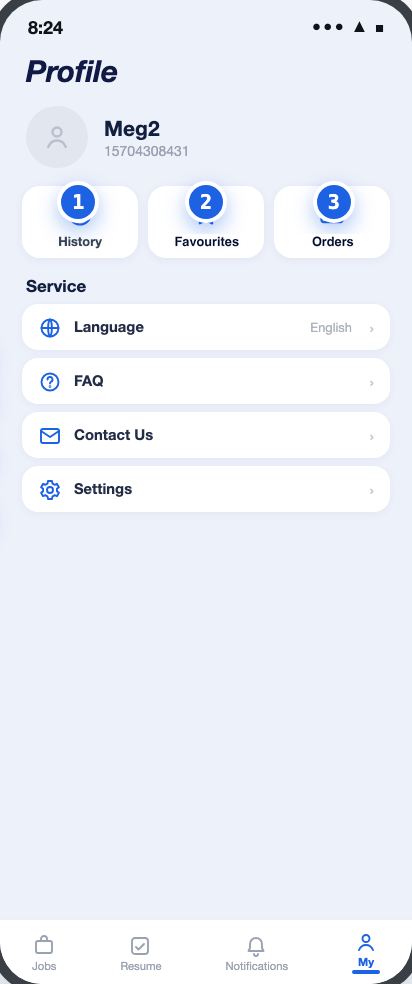 8:24
Profile
Meg2
15704308431
1 2 3
History Favourites Orders
Service
Language English
FAQ
Contact Us
Settings
Jobs Resume Notifications My